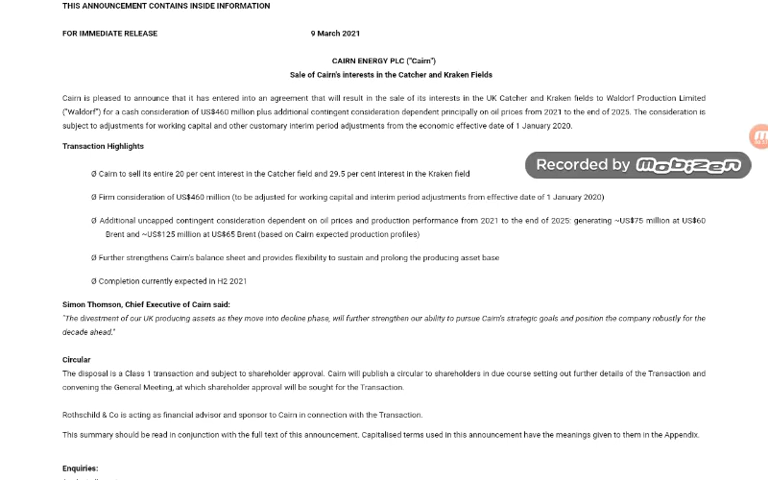 THIS ANNOUNCEMENT CONTAINS INSIDE INFORMATION
FOR IMMEDIATE RELEASE 9 March 2021
CAIRN ENERGY PLC ("Cairn")
Sale of Cairn's interests in the Catcher and Kraken Fields
Cairn is pleased to announce that it has entered into an agreement that will result in the sale of its interests in the UK Catcher and Kraken fields to Waldorf Production Limited
("Waldorf") for a cash consideration of US$460 million plus additional contingent consideration dependent principally on oil prices from 2021 to the end of 2025. The consideration is
subject to adjustments for working capital and other customary interim period adjustments from the economic effective date of 1 January 2020.
Transaction Highlights
Recorded by mobizen
Ø Cairn to sell its entire 20 per cent interest in the Catcher field and 29.5 per cent interest in the Kraken field
Ø Firm consideration of US$460 million (to be adjusted for working capital and interim period adjustments from effective date of 1 January 2020)
Ø Additional uncapped contingent consideration dependent on oil prices and production performance from 2021 to the end of 2025: generating ~US$75 million at US$60
Brent and ~US$125 million at US$65 Brent (based on Cairn expected production profiles)
Ø Further strengthens Cairn's balance sheet and provides flexibility to sustain and prolong the producing asset base
Ø Completion currently expected in H2 2021
Simon Thomson, Chief Executive of Cairn said:
"The divestment of our UK producing assets as they move into decline phase, will further strengthen our ability to pursue Cairn's strategic goals and position the company robustly for the
decade ahead."
Circular
The disposal is a Class 1 transaction and subject to shareholder approval. Cairn will publish a circular to shareholders in due course setting out further details of the Transaction and
convening the General Meeting, at which shareholder approval will be sought for the Transaction.
Rothschild & Co is acting as financial advisor and sponsor to Cairn in connection with the Transaction.
This summary should be read in conjunction with the full text of this announcement. Capitalised terms used in this announcement have the meanings given to them in the Appendix.
Enquiries: